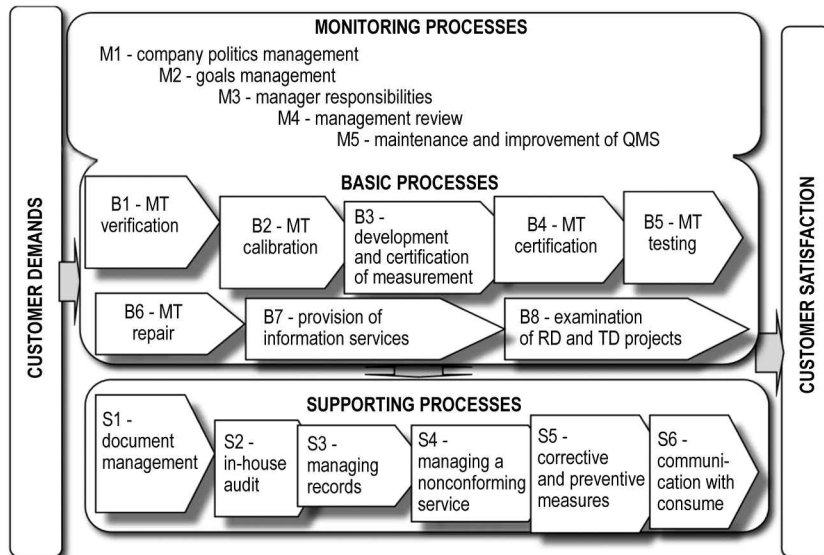 CUSTOMER DEMANDS
MONITORING PROCESSES
M1 - company politics management
M2 - goals management
M3 - manager responsibilities
M4 - management review
M5 - maintenance and improvement of QMS
BASIC PROCESSES
B1 - MT
verification
B2 - MT
calibration
B3 -
development
and certification
of measurement
B4 - MT
certification
B5 - MT
testing
B6 - MT
repair
B7 - provision of
information services
B8 - examination
of RD and TD projects
SUPPORTING PROCESSES
S1 -
document
management
S2 -
in-house
audit
S3 -
managing
records
S4 -
managing a
nonconforming
service
S5 -
corrective
and preventive
measures
S6 -
communi-
cation with
consume
CUSTOMER SATISFACTION